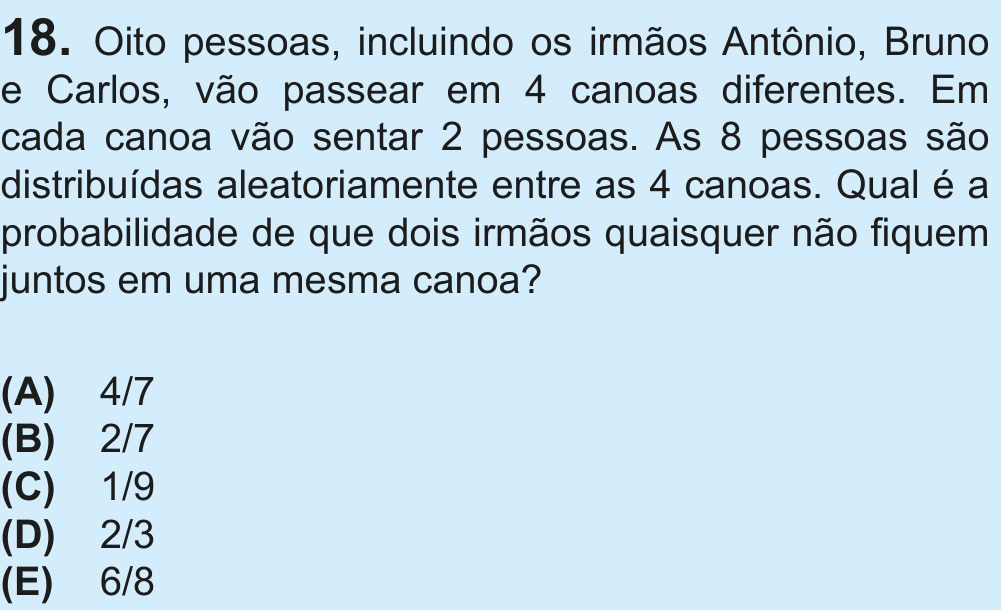 18. Oito pessoas, incluindo os irmãos Antônio, Bruno
e Carlos, vão passear em 4 canoas diferentes. Em
cada canoa vão sentar 2 pessoas. As 8 pessoas são
distribuídas aleatoriamente entre as 4 canoas. Qual é a
probabilidade de que dois irmãos quaisquer não fiquem
juntos em uma mesma canoa?
(A) 4/7
(B) 2/7
(C) 1/9
(D) 2/3
(E) 6/8